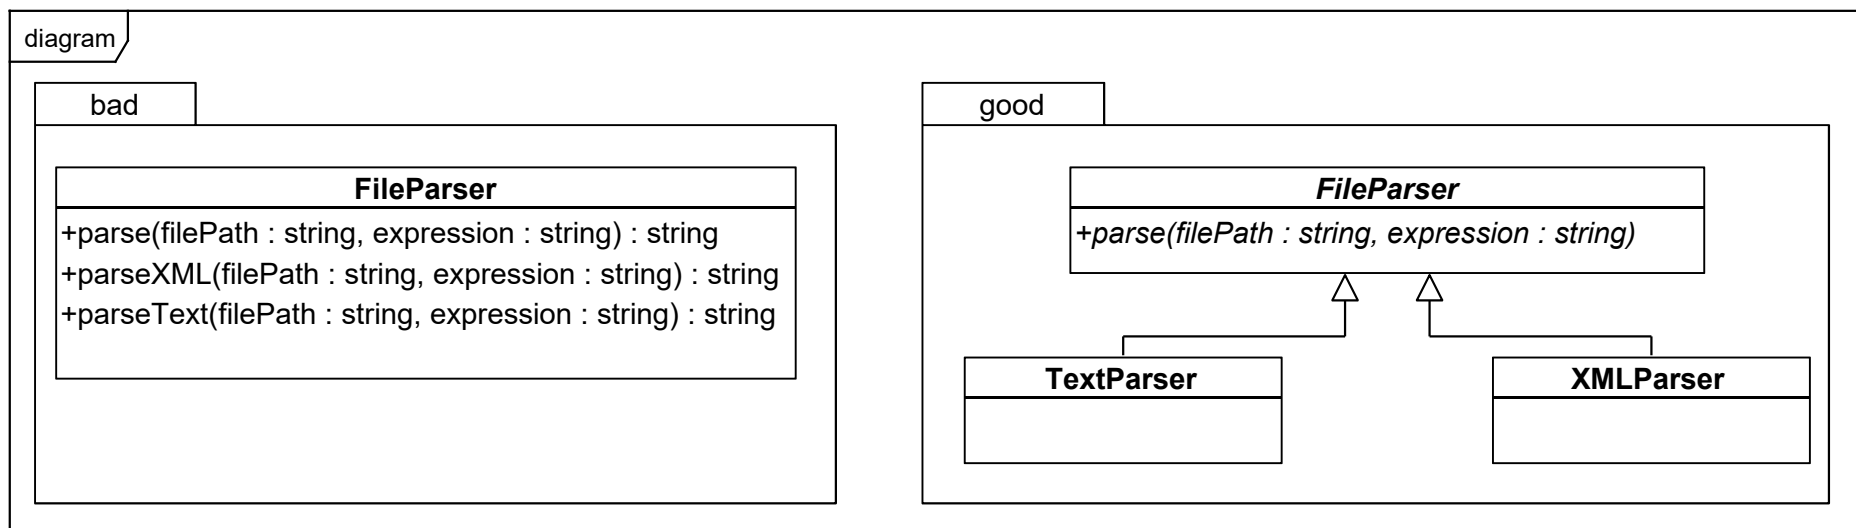 diagram
bad
FileParser
+parse(filePath : string, expression : string) : string
+parseXML(filePath : string, expression : string) : string
+parseText(filePath : string, expression : string) : string
good
FileParser
+parse(filePath : string, expression : string)
TextParser
XMLParser